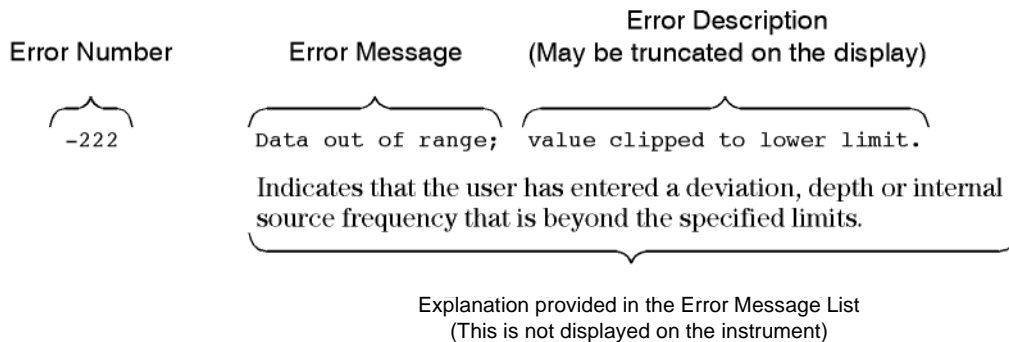 Error Description
Error Number Error Message (May be truncated on the display)
-222 Data out of range; value clipped to lower limit.
Indicates that the user has entered a deviation, depth or internal
source frequency that is beyond the specified limits.
Explanation provided in the Error Message List
(This is not displayed on the instrument)